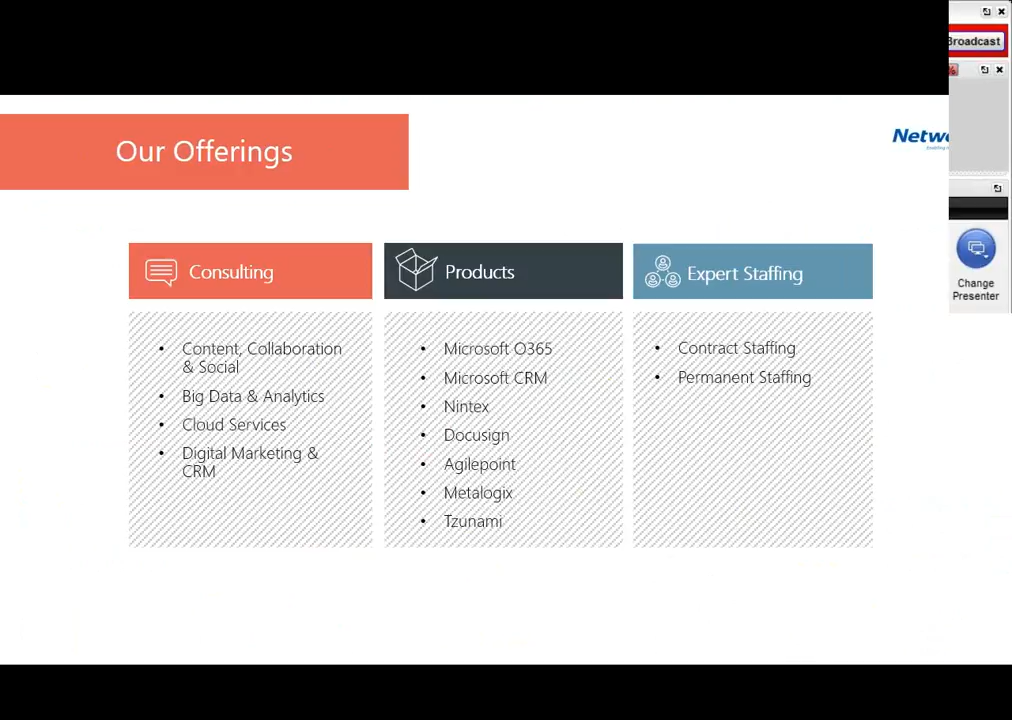 Broadcast
Our Offerings
Change
Presenter
Consulting
Products
Expert Staffing
• Content, Collaboration
& Social
• Big Data & Analytics
• Cloud Services
• Digital Marketing &
CRM
• Microsoft O365
• Microsoft CRM
• Nintex
• Docusign
• Agilepoint
• Metalogix
• Tzunami
• Contract Staffing
• Permanent Staffing